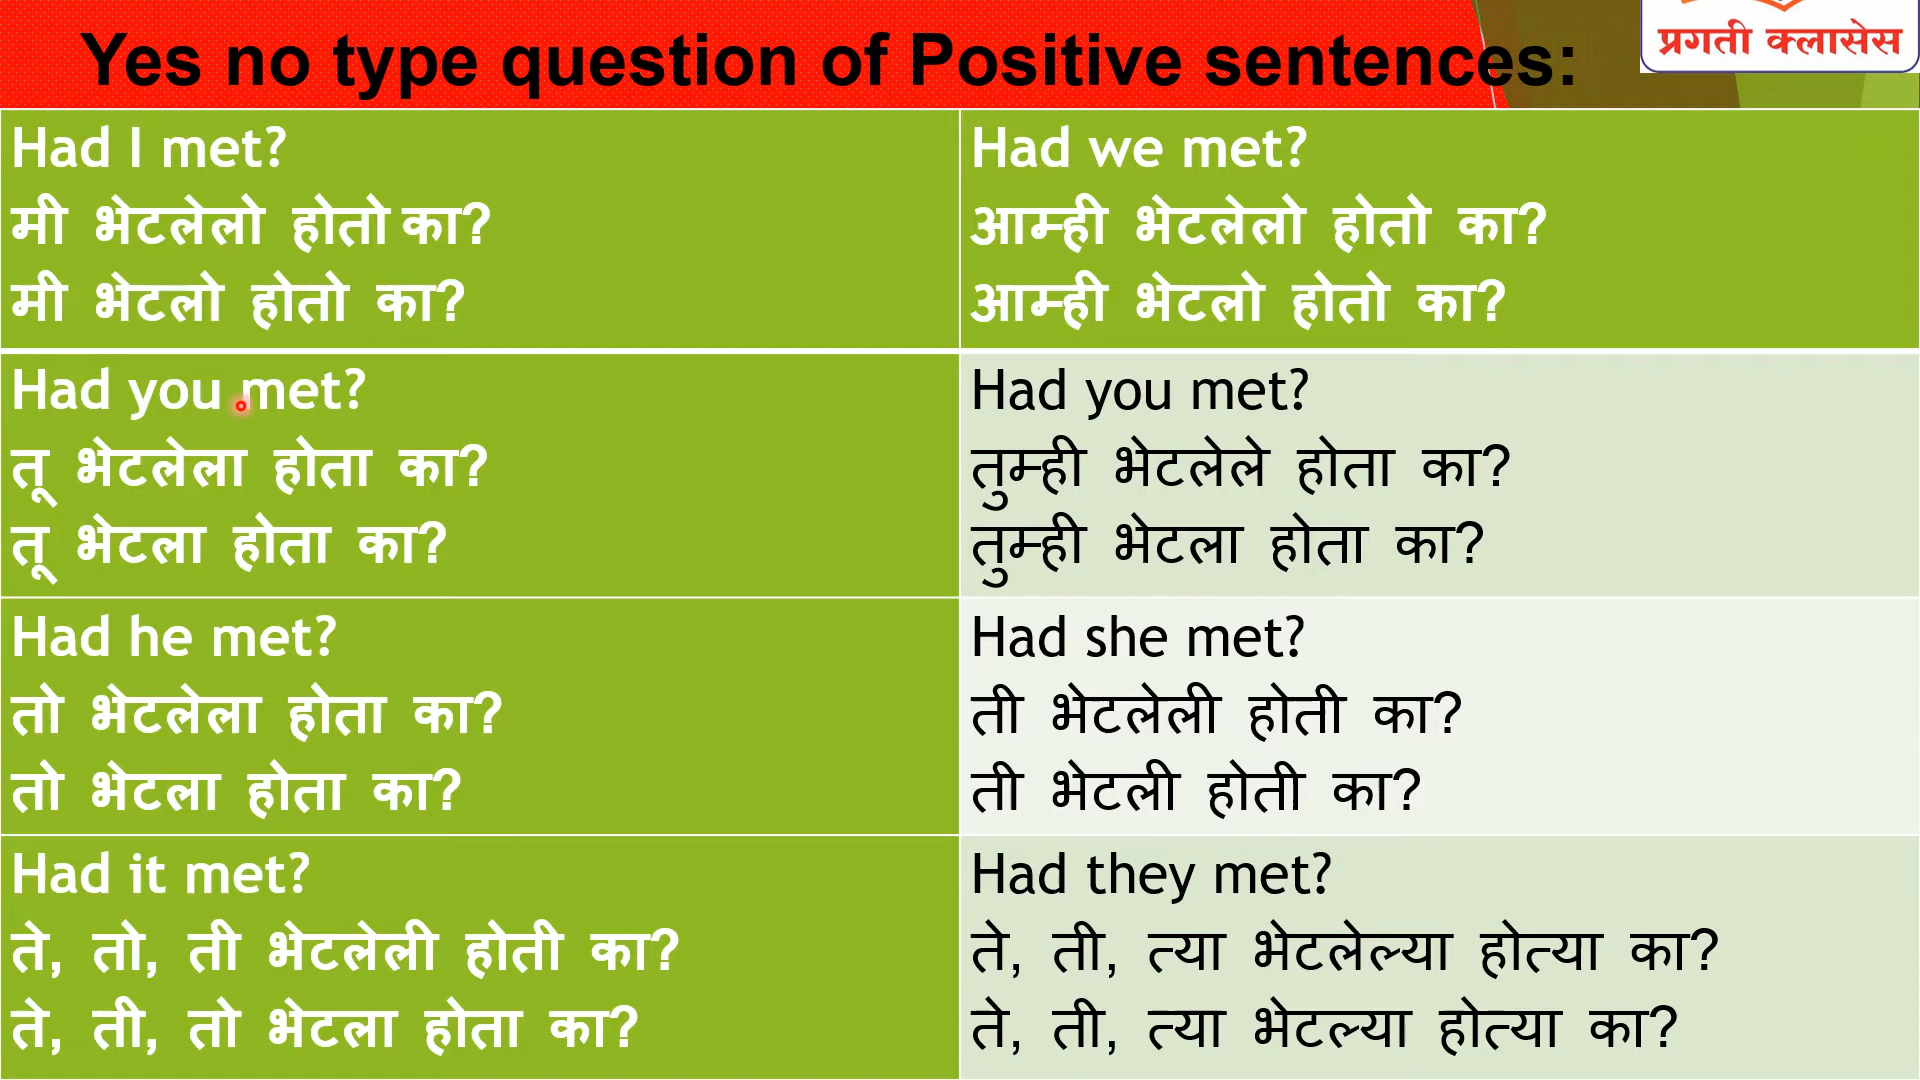 Yes no type question of Positive sentences:
प्रगती क्लासेस
Had I met?
मी भेटलेलो होतो का?
मी भेटलो होतो का?
Had we met?
आम्ही भेटलेलो होतो का?
आम्ही भेटलो होतो का?
Had you met?
तू भेटलेला होता का?
तू भेटला होता का?
Had you met?
तुम्ही भेटलेले होता का?
तुम्ही भेटला होता का?
Had he met?
तो भेटलेला होता का?
तो भेटला होता का?
Had she met?
ती भेटलेली होती का?
ती भेटली होती का?
Had it met?
ते, तो, ती भेटलेली होती का?
ते, ती, तो भेटला होता का?
Had they met?
ते, ती, त्या भेटलेल्या होत्या का?
ते, ती, त्या भेटल्या होत्या का?